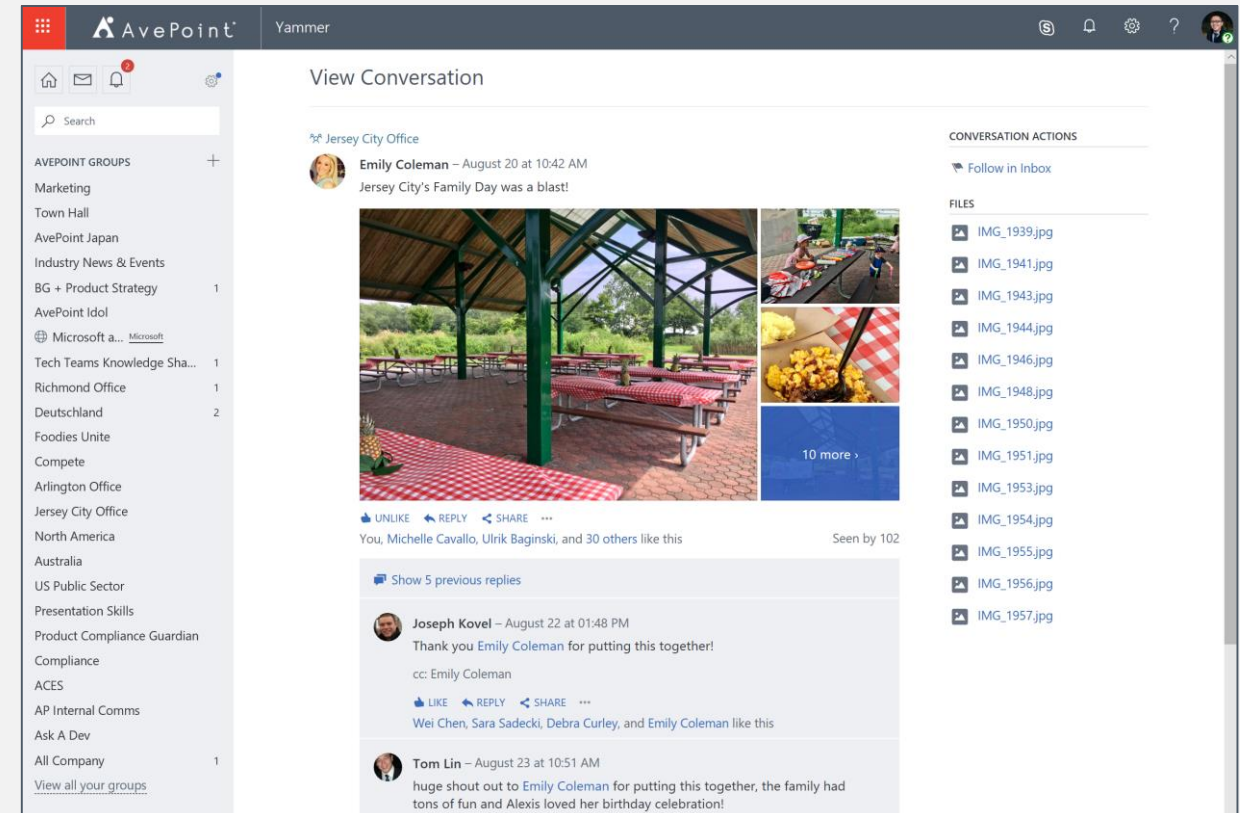 AvePoint
Yammer
?
2
Search
AVEPOINT GROUPS +
Marketing
Town Hall
AvePoint Japan
Industry News & Events
BG + Product Strategy 1
AvePoint Idol
Microsoft a... Microsoft
Tech Teams Knowledge Sha... 1
Richmond Office 1
Deutschland 2
Foodies Unite
Compete
Arlington Office
Jersey City Office
North America
Australia
US Public Sector
Presentation Skills
Product Compliance Guardian
Compliance
ACES
AP Internal Comms
Ask A Dev
All Company 1
View all your groups
View Conversation
Jersey City Office
Emily Coleman – August 20 at 10:42 AM
Jersey City's Family Day was a blast!
10 more ›
UNLIKE REPLY SHARE •••
You, Michelle Cavallo, Ulrik Baginski, and 30 others like this Seen by 102
Show 5 previous replies
Joseph Kovel – August 22 at 01:48 PM
Thank you Emily Coleman for putting this together!
cc: Emily Coleman
LIKE REPLY SHARE •••
Wei Chen, Sara Sadecki, Debra Curley, and Emily Coleman like this
Tom Lin – August 23 at 10:51 AM
huge shout out to Emily Coleman for putting this together, the family had
tons of fun and Alexis loved her birthday celebration!
CONVERSATION ACTIONS
Follow in Inbox
FILES
IMG_1939.jpg
IMG_1941.jpg
IMG_1943.jpg
IMG_1944.jpg
IMG_1946.jpg
IMG_1948.jpg
IMG_1950.jpg
IMG_1951.jpg
IMG_1953.jpg
IMG_1954.jpg
IMG_1955.jpg
IMG_1956.jpg
IMG_1957.jpg